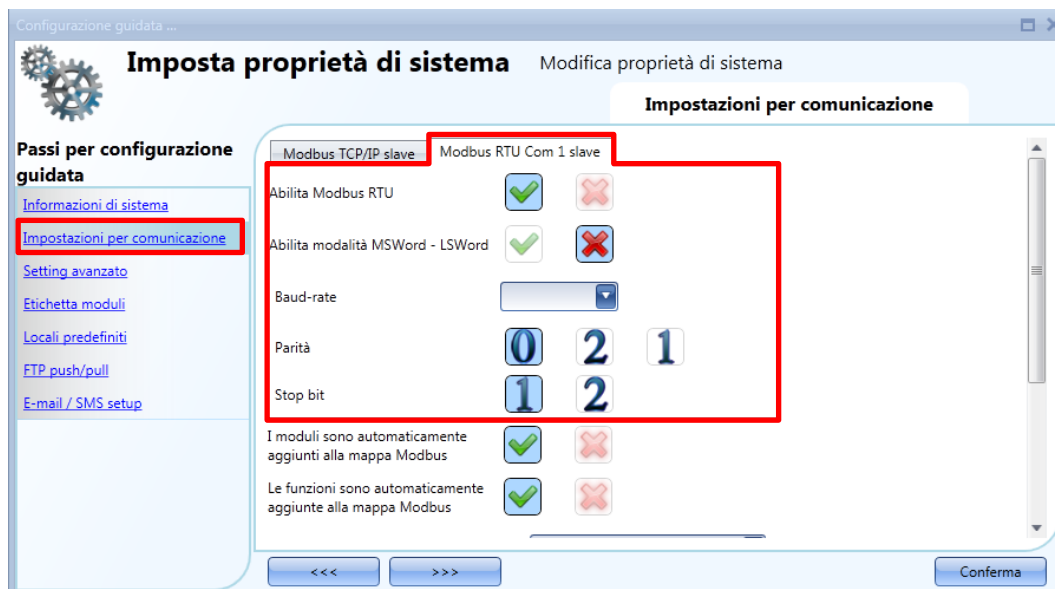 Configurazione guidata ...
Imposta proprietà di sistema
Modifica proprietà di sistema
Impostazioni per comunicazione
Passi per configurazione
guidata
Informazioni di sistema
Impostazioni per comunicazione
Setting avanzato
Etichetta moduli
Locali predefiniti
FTP push/pull
E-mail / SMS setup
Modbus TCP/IP slave
Modbus RTU Com 1 slave
Abilita Modbus RTU
Abilita modalità MSWord - LSWord
Baud-rate
Parità
0 2 1
Stop bit
1 2
I moduli sono automaticamente
aggiunti alla mappa Modbus
Le funzioni sono automaticamente
aggiunte alla mappa Modbus
<<<
>>>
Conferma